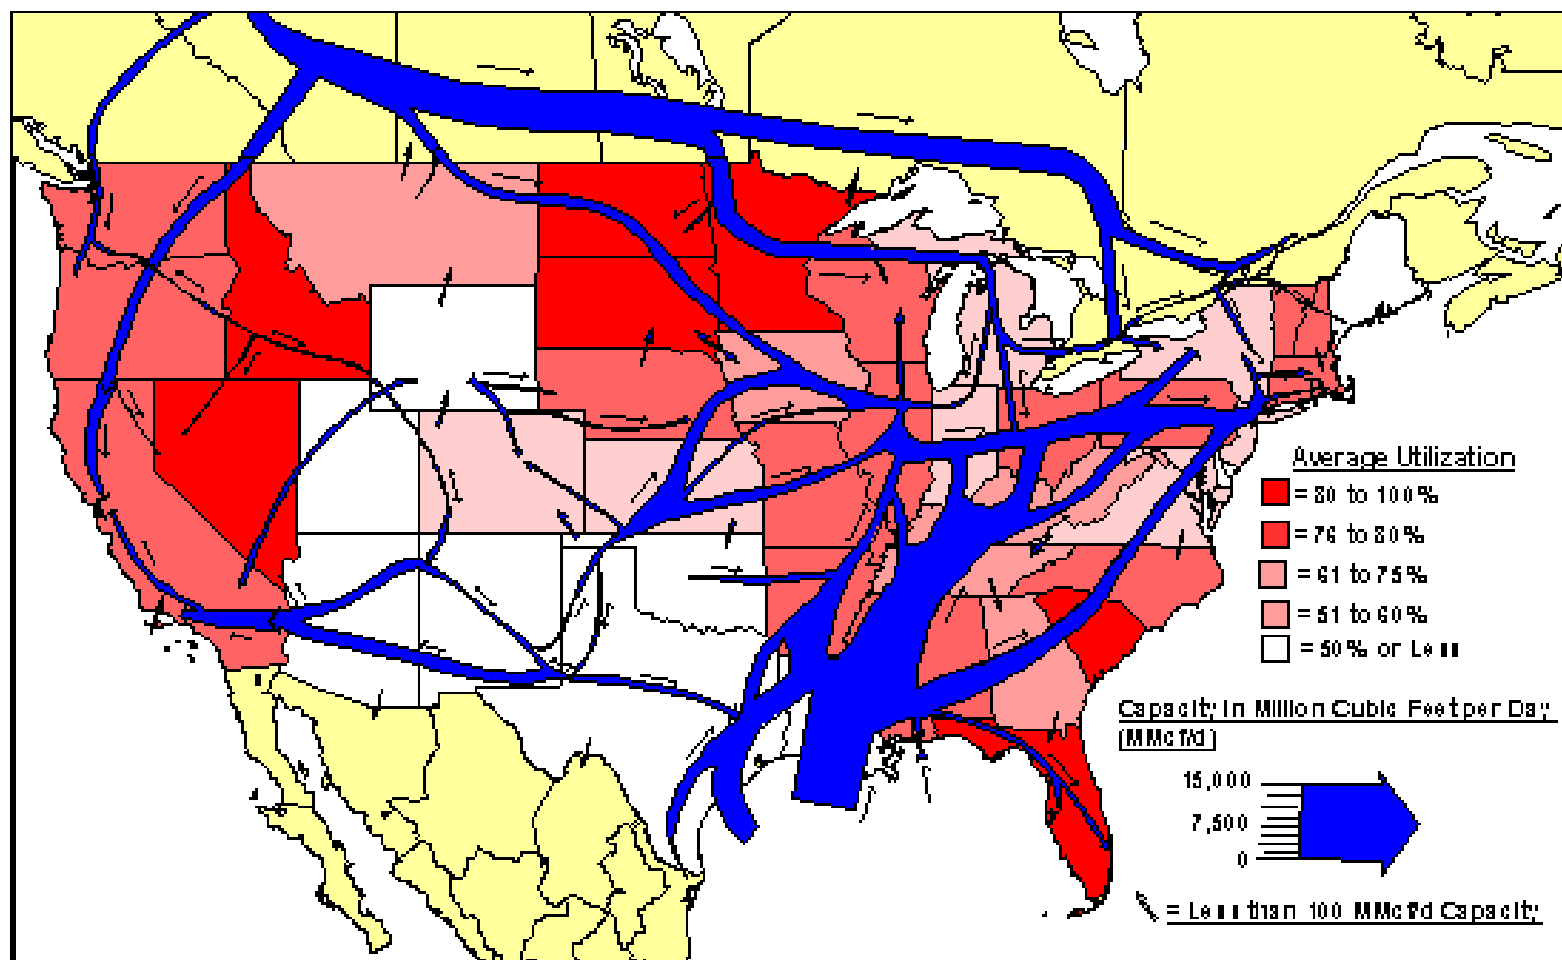 Average Utilization
= 80 to 100%
= 76 to 80%
= 61 to 75%
= 51 to 60%
= 50% or Less
Capacity in Million Cubic Feet per Day
(MMcf/d)
15,000
7,500
0
= Less than 100 MMcf/d Capacity